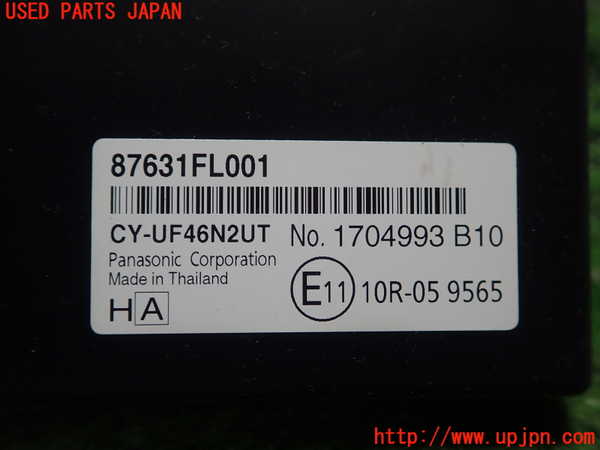 USED PARTS JAPAN
87631FL001
CY-UF46N2UT No. 1704993 B10
Panasonic Corporation
Made in Thailand
E11 10R-05 9565
HA
http://www.upjpn.com/